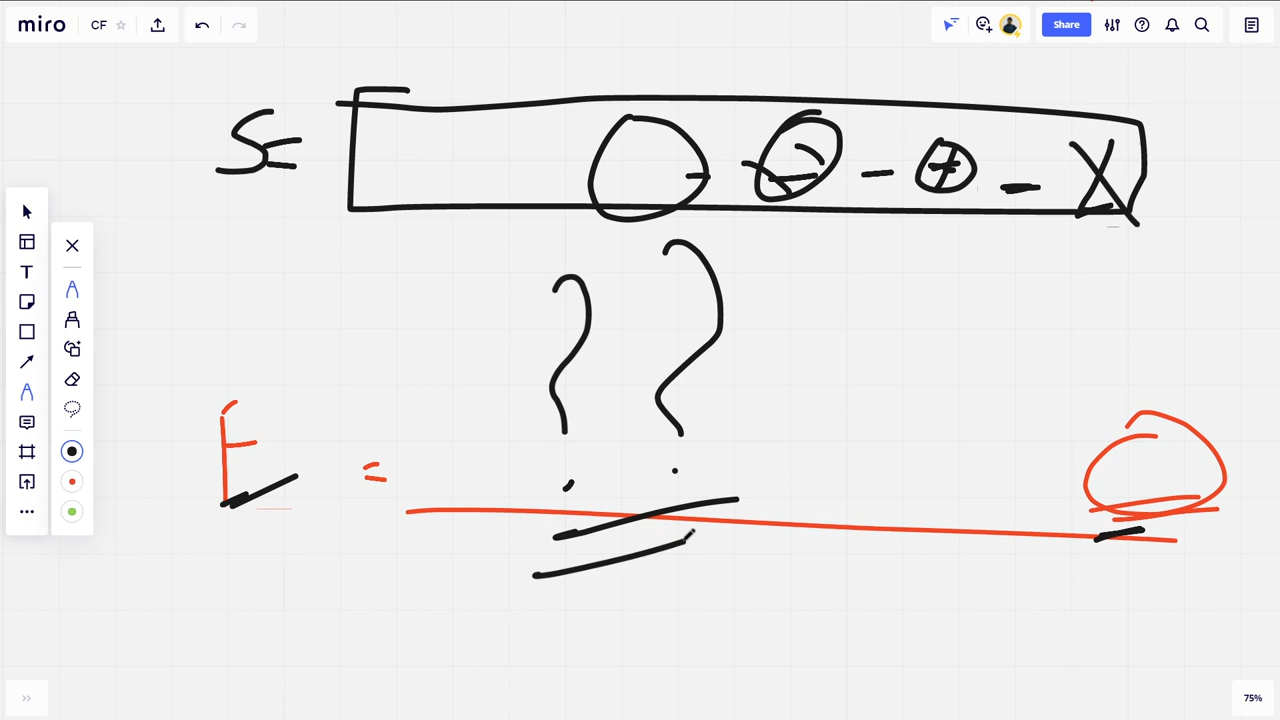 miro CF Share
S=
X
? ?
E =
75%